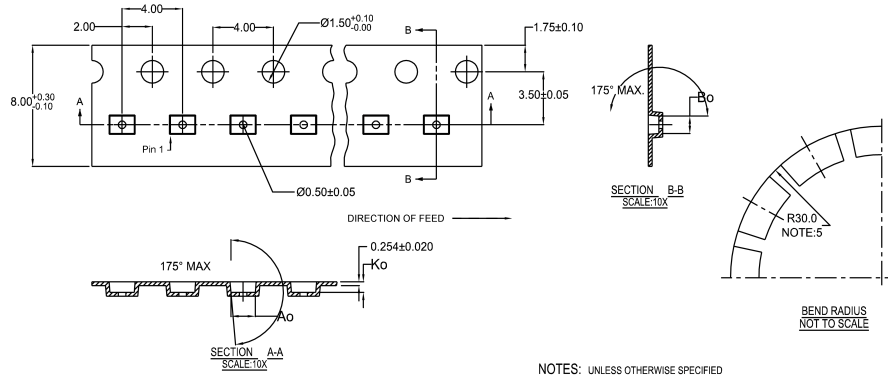 4.00
2.00
4.00
Ø1.50 +0.10 -0.00
B
1.75±0.10
8.00 +0.30 -0.10
A
A
3.50±0.05
Pin 1
B
Ø0.50±0.05
175° MAX.
Bo
SECTION B-B
SCALE:10X
R30.0
NOTE:5
DIRECTION OF FEED
0.254±0.020
175° MAX
Ko
Ao
SECTION A-A
SCALE:10X
BEND RADIUS
NOT TO SCALE
NOTES: UNLESS OTHERWISE SPECIFIED